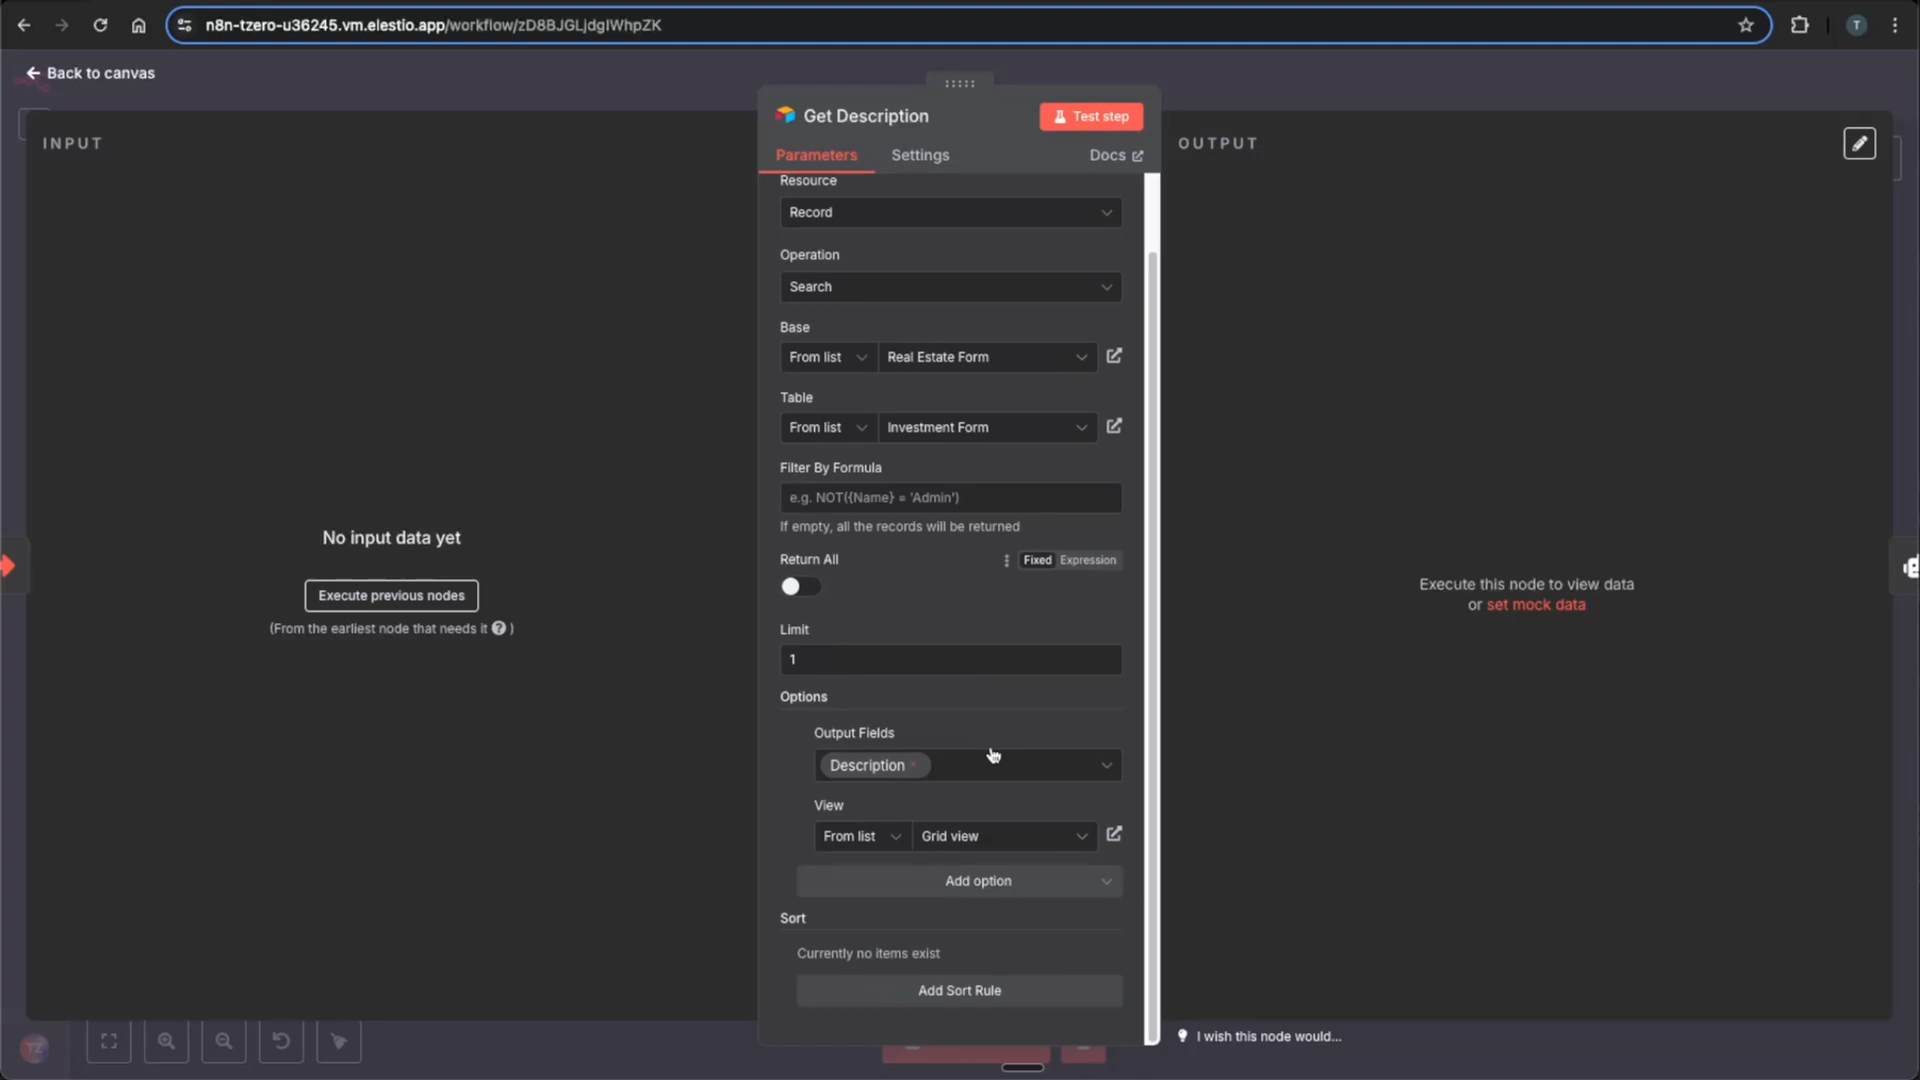 n8n-tzero-u36245.vm.elestio.app/workflow/zD8BJGLjdgIWhpZK
T
Back to canvas
INPUT
No input data yet
Execute previous nodes
(From the earliest node that needs it ? )
Get Description
Test step
Parameters
Settings
Docs
Resource
Record
Operation
Search
Base
From list
Real Estate Form
Table
From list
Investment Form
Filter By Formula
e.g. NOT({Name} = 'Admin')
If empty, all the records will be returned
Return All
Fixed
Expression
Limit
1
Options
Output Fields
Description
View
From list
Grid view
Add option
Sort
Currently no items exist
Add Sort Rule
OUTPUT
Execute this node to view data
or set mock data
I wish this node would...
TZ